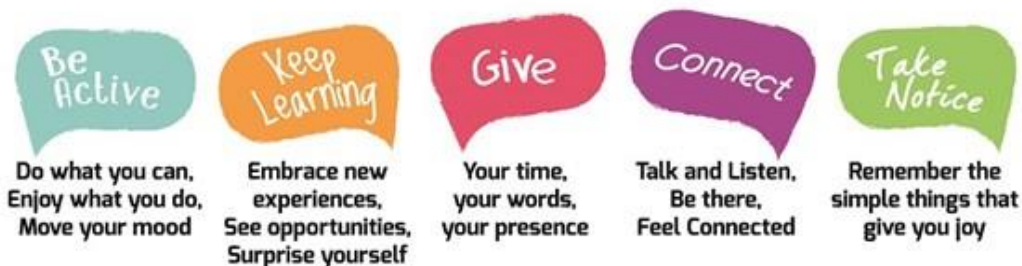 Be
Active
Do what you can,
Enjoy what you do,
Move your mood
Keep
Learning
Embrace new
experiences,
See opportunities,
Surprise yourself
Give
Your time,
your words,
your presence
Connect
Talk and Listen,
Be there,
Feel Connected
Take
Notice
Remember the
simple things that
give you joy